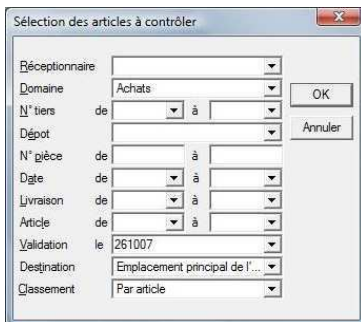 Sélection des articles à contrôler
Réceptionnaire
Domaine Achats
OK
N° tiers de à
Annuler
Dépot
N° pièce de à
Date de à
Livraison de à
Article de à
Validation le 261007
Destination Emplacement principal de l'...
Classement Par article